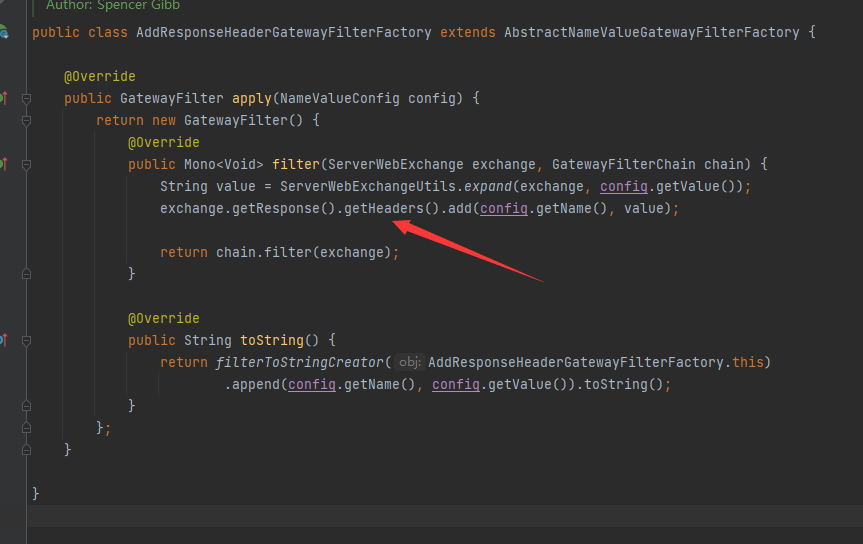 Author: Spencer Gibb
public class AddResponseHeaderGatewayFilterFactory extends AbstractNameValueGatewayFilterFactory {
@Override
public GatewayFilter apply(NameValueConfig config) {
return new GatewayFilter() {
@Override
public Mono<Void> filter(ServerWebExchange exchange, GatewayFilterChain chain) {
String value = ServerWebExchangeUtils.expand(exchange, config.getValue());
exchange.getResponse().getHeaders().add(config.getName(), value);
return chain.filter(exchange);
}
@Override
public String toString() {
return filterToStringCreator( obj: AddResponseHeaderGatewayFilterFactory.this)
.append(config.getName(), config.getValue()).toString();
}
};
}
}